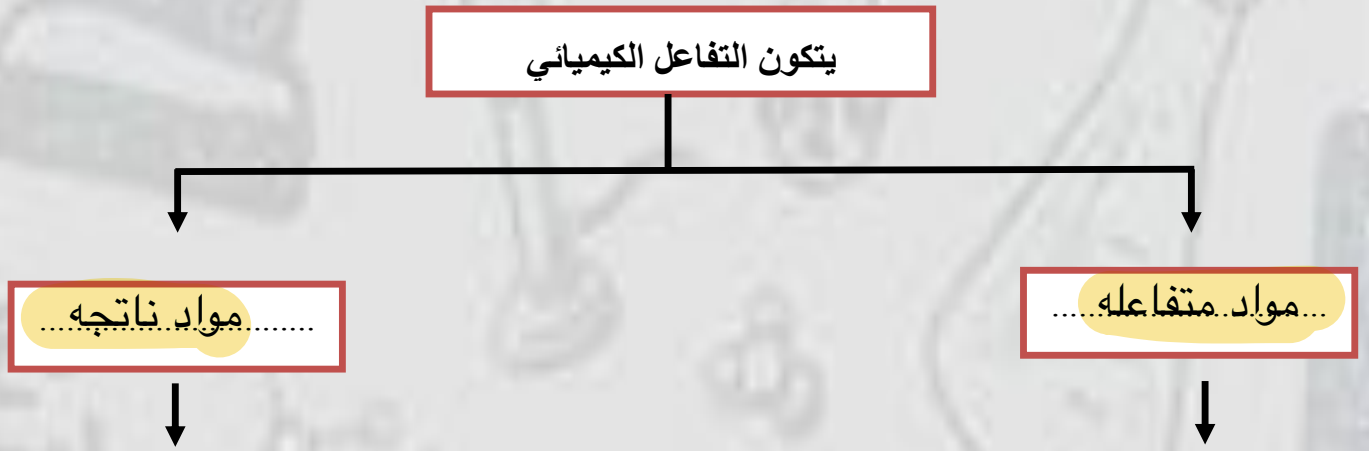 يتكون التفاعل الكيميائي
مواد متفاعله
مواد ناتجه